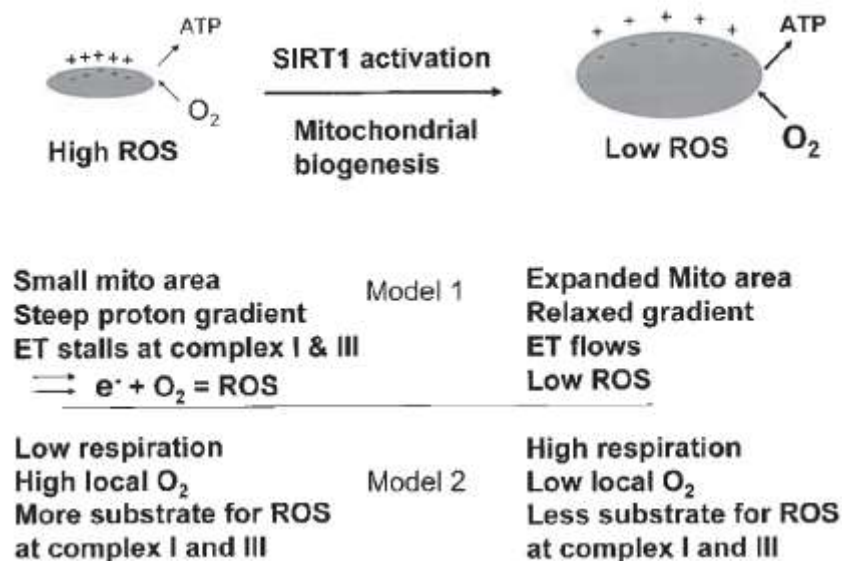 +++++
ATP
- - - - -
O₂
High ROS
SIRT1 activation
Mitochondrial
biogenesis
+ + + + +
ATP
- - - - -
O₂
Low ROS
Small mito area
Steep proton gradient
ET stalls at complex I & III
e⁻ + O₂ = ROS
Model 1
Expanded Mito area
Relaxed gradient
ET flows
Low ROS
Low respiration
High local O₂
More substrate for ROS
at complex I and III
Model 2
High respiration
Low local O₂
Less substrate for ROS
at complex I and III